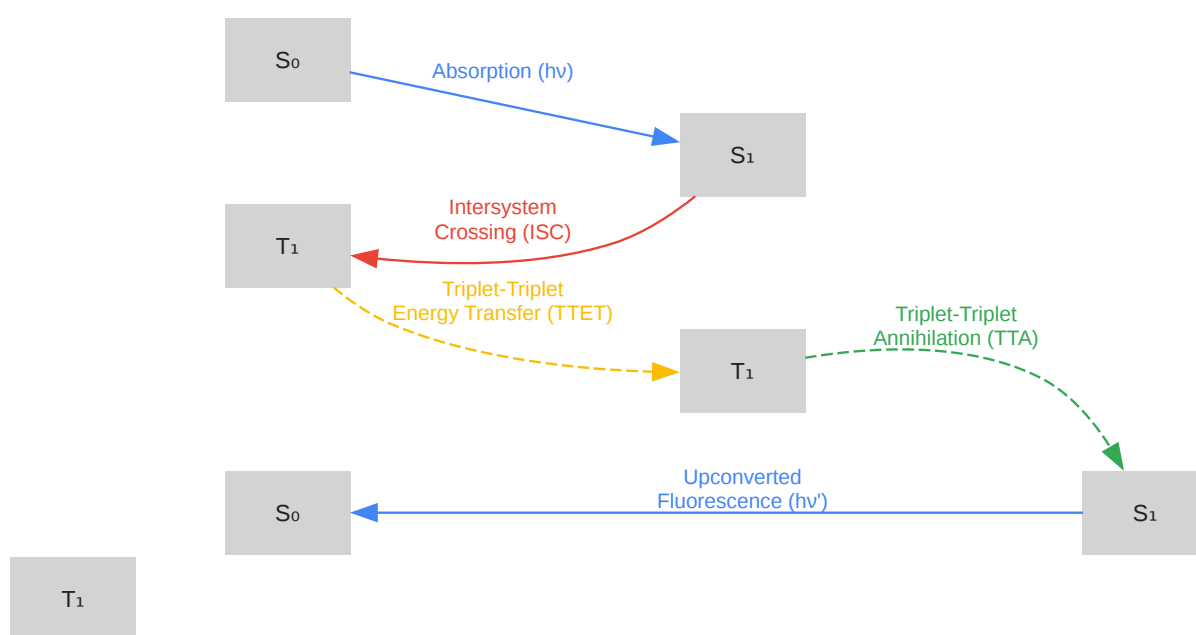 S₀
Absorption (hν)
S₁
Intersystem
Crossing (ISC)
T₁
Triplet-Triplet
Energy Transfer (TTET)
Triplet-Triplet
Annihilation (TTA)
T₁
Upconverted
Fluorescence (hν')
S₀
S₁
T₁